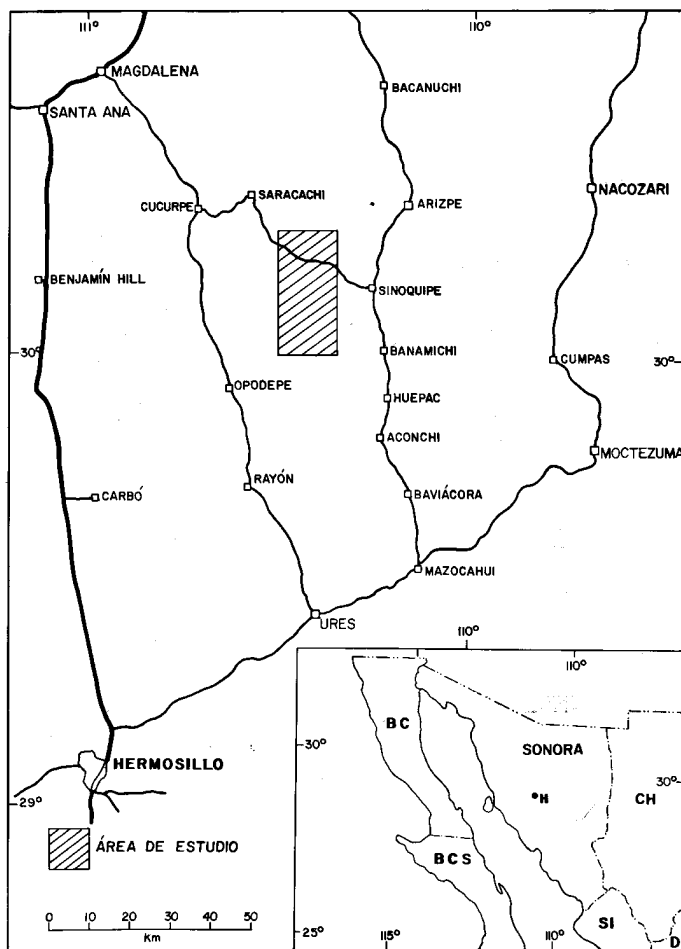 111°
110°
MAGDALENA
BACANUCHI
SANTA ANA
NACOZARI
SARACACHI
CUCURPE
ARIZPE
BENJAMÍN HILL
SINOQUIPE
30°
BANAMICHI
30°
CUMPAS
OPODEPE
HUEPAC
ACONCHI
MOCTEZUMA
RAYÓN
CARBÓ
BAVIÁCORA
MAZOCAHUI
URES
110°
110°
BC
30°
SONORA
HERMOSILLO
30°
H
CH
29°
ÁREA DE ESTUDIO
BCS
0 10 20 30 40 50
Km
SI
25°
115°
110°
D